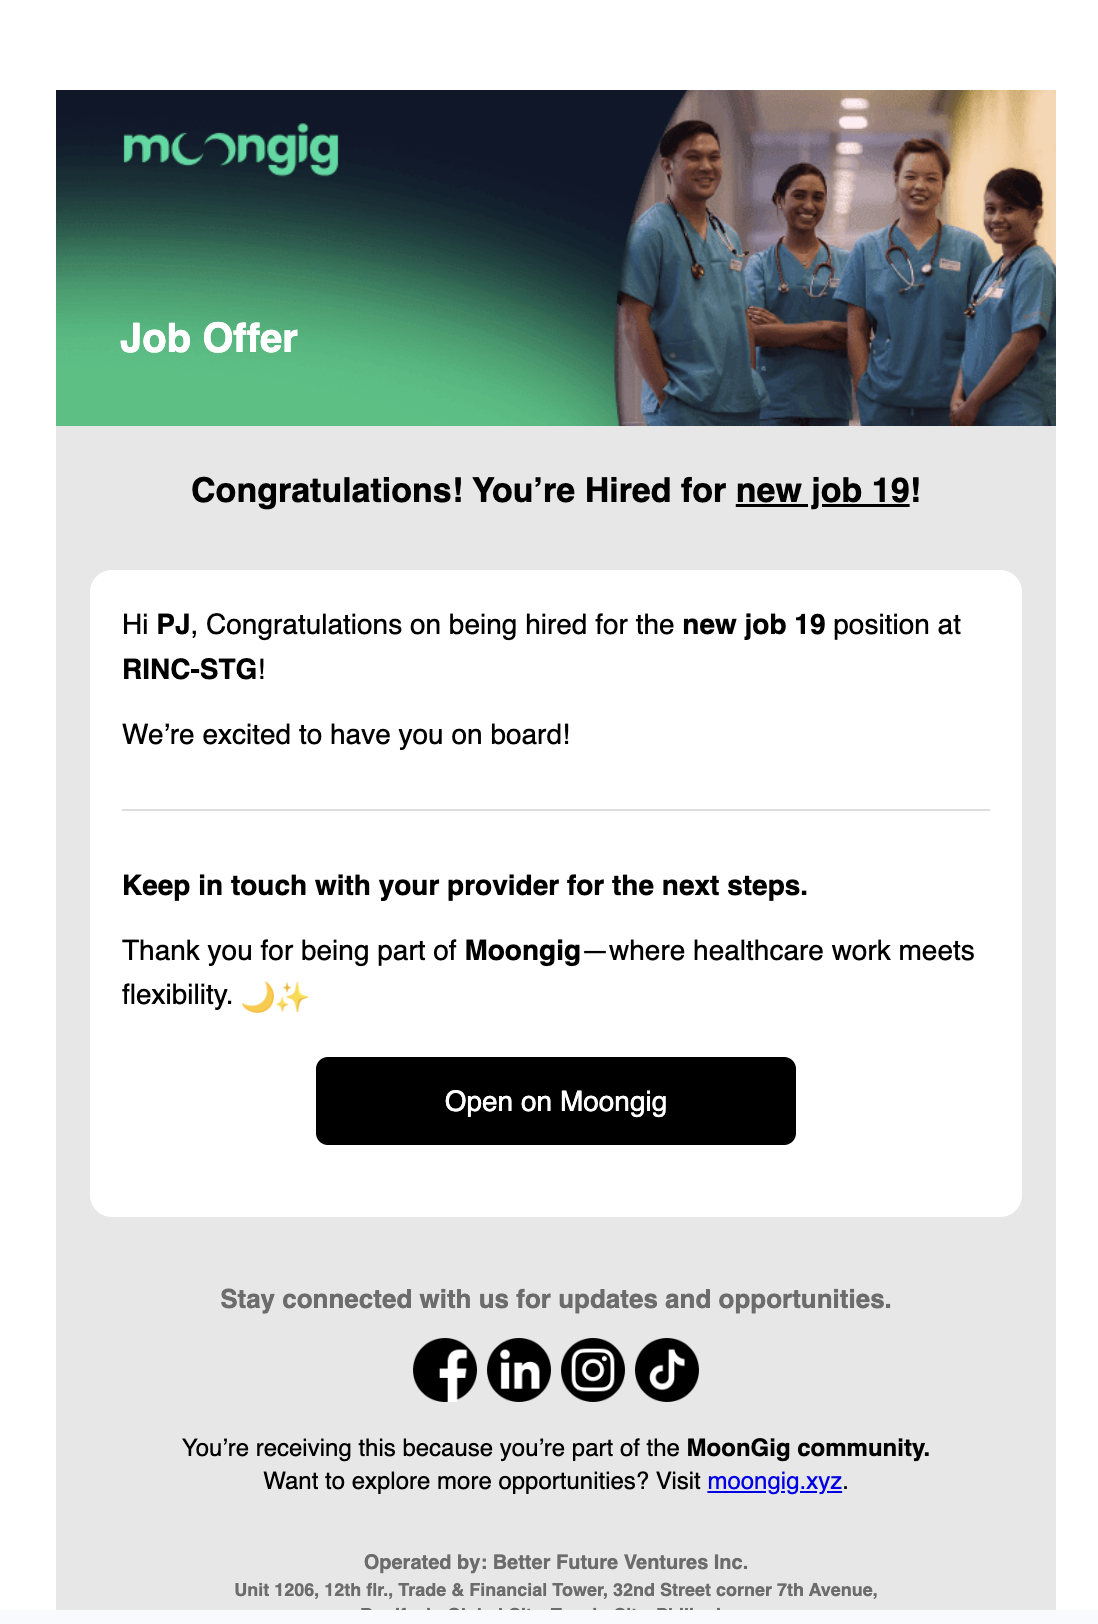 moongig
Job Offer
Congratulations! You’re Hired for new job 19!
Hi PJ, Congratulations on being hired for the new job 19 position at
RINC-STG!
We’re excited to have you on board!
Keep in touch with your provider for the next steps.
Thank you for being part of Moongig—where healthcare work meets
flexibility. 🌙✨
Open on Moongig
Stay connected with us for updates and opportunities.
You’re receiving this because you’re part of the MoonGig community.
Want to explore more opportunities? Visit moongig.xyz.
Operated by: Better Future Ventures Inc.
Unit 1206, 12th flr., Trade & Financial Tower, 32nd Street corner 7th Avenue,